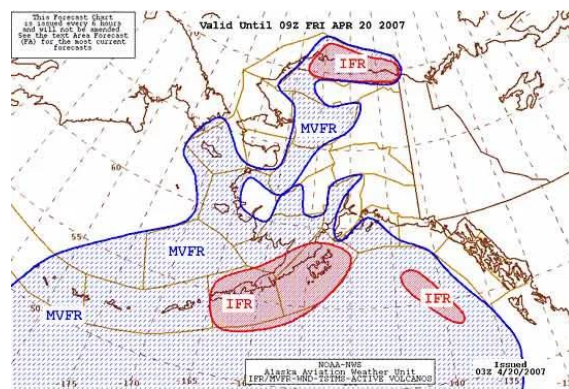 This Forecast Chart
is issued every 6 hours
and will not be amended
See the text Area Forecast
(FA) for the most current
forecasts
Valid Until 09Z FRI APR 20 2007
IFR
MVFR
60
55
MVFR
IFR
IFR
MVFR
50
-175
-170
-165
-145
-140
-135
NOAA-NWS
Alaska Aviation Weather Unit
IFR/MVFR-WND-TSTMS-ACTIVE VOLCANOS
Issued
03Z 4/20/2007